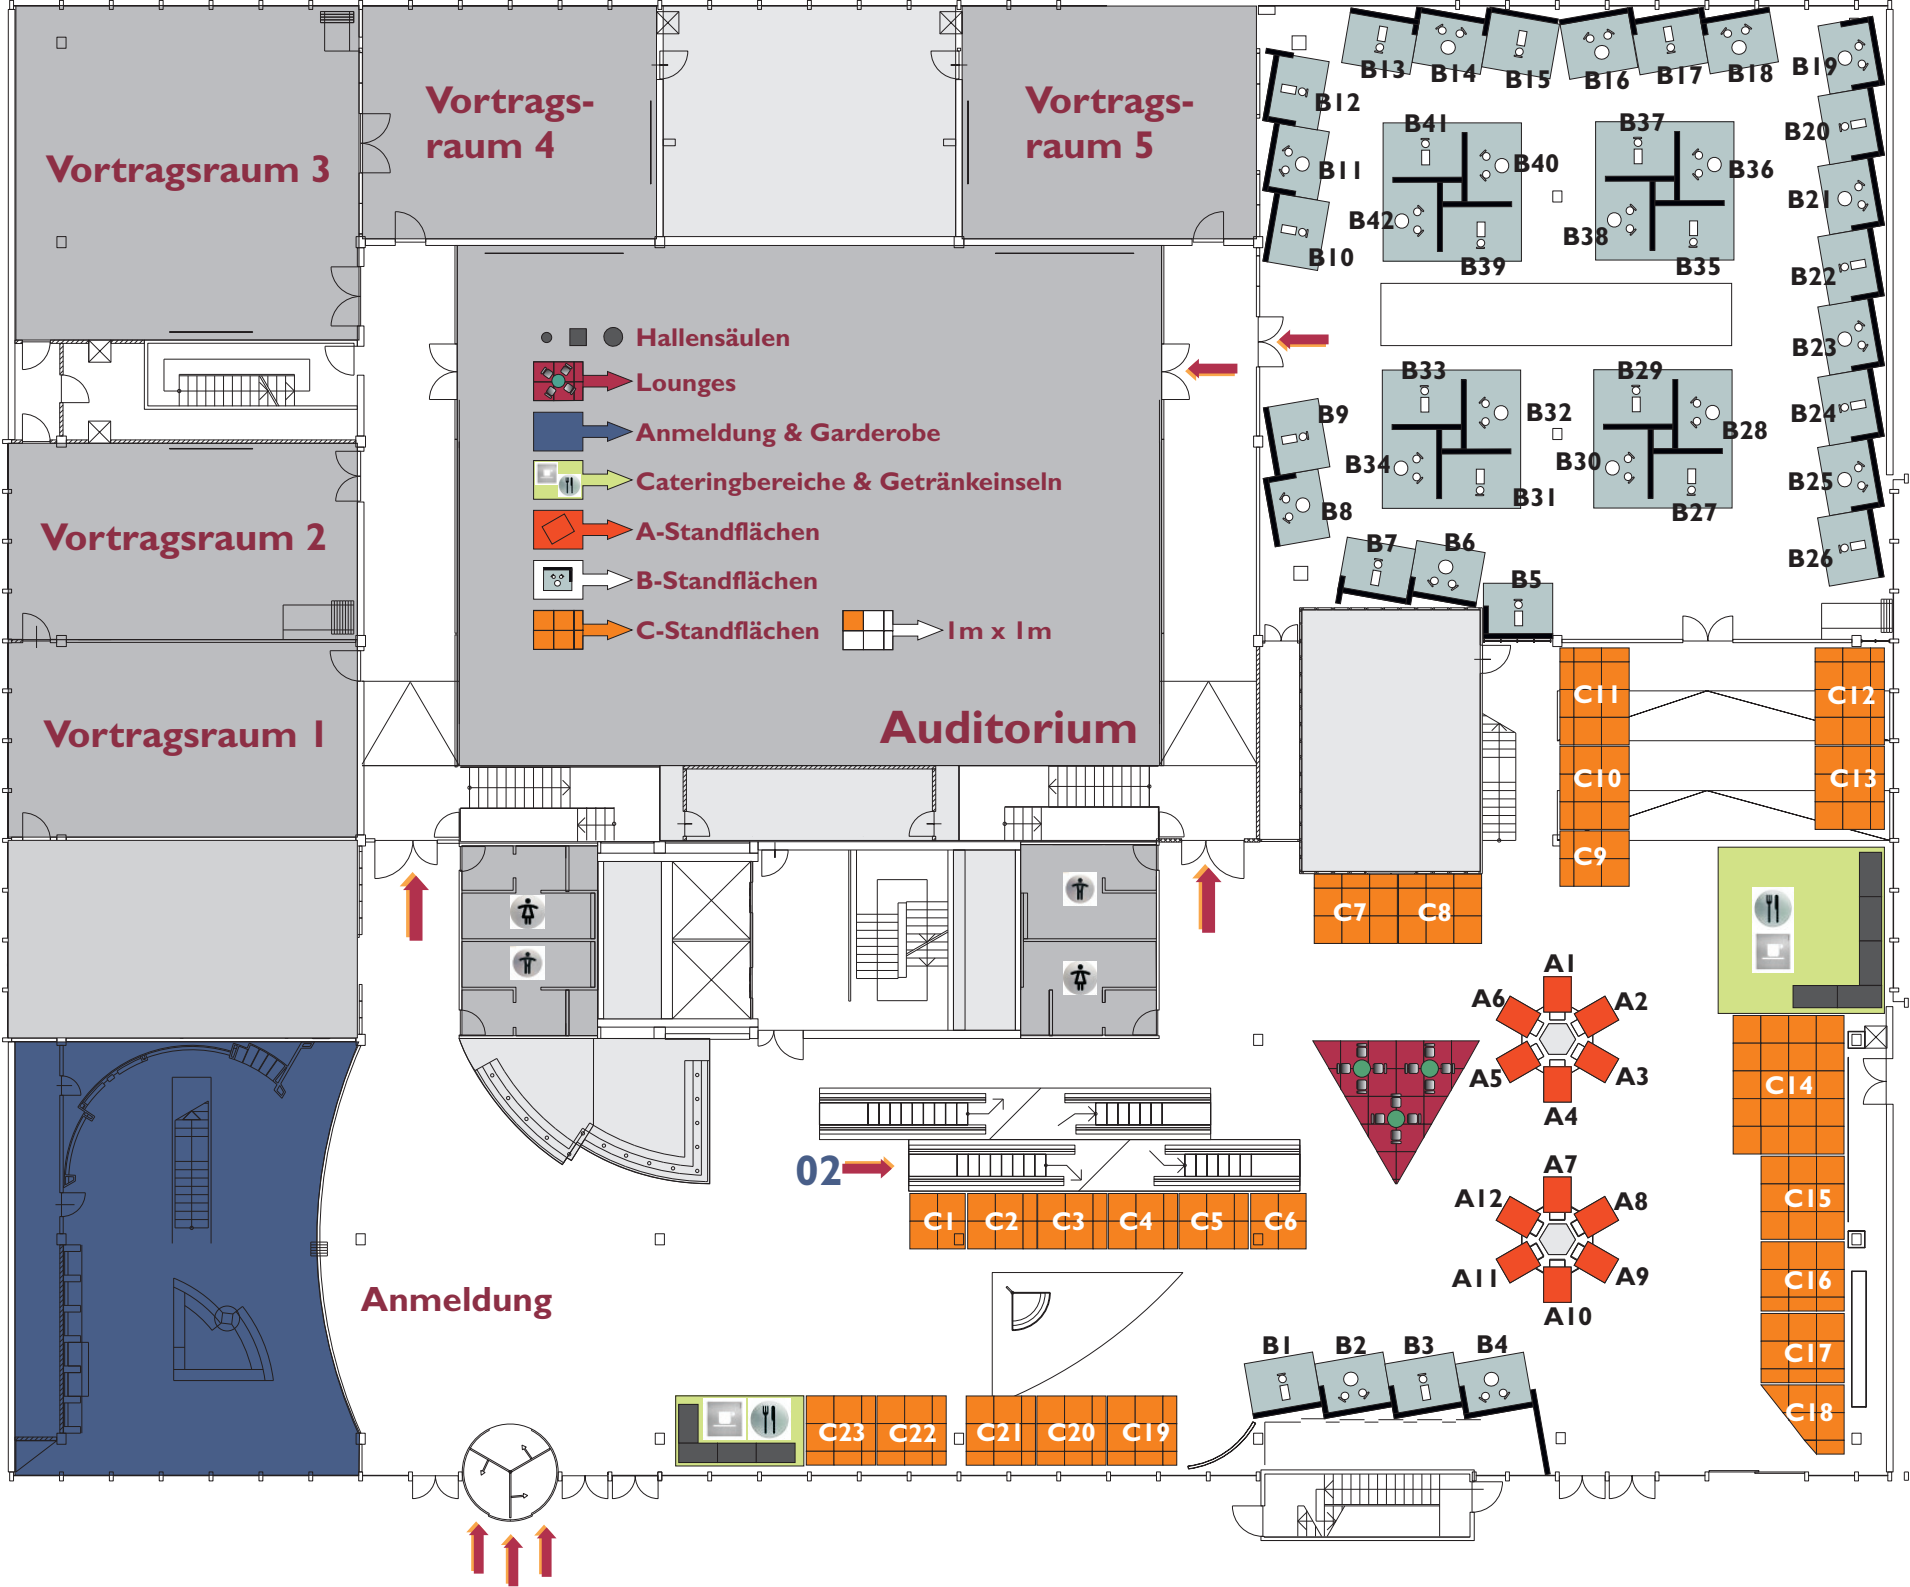 Vortragsraum 3
Vortrags-
raum 4
Vortrags-
raum 5
B13
B14
B15
B16
B17
B18
B19
B12
B11
B10
B41
B40
B42
B39
B37
B36
B38
B35
B20
B21
B22
B23
B24
B25
B26
Hallensäulen
Lounges
Anmeldung & Garderobe
Cateringbereiche & Getränkeinseln
A-Standflächen
B-Standflächen
C-Standflächen
1m x 1m
B9
B8
B33
B32
B34
B31
B29
B28
B30
B27
B7
B6
B5
Vortragsraum 2
Vortragsraum 1
Auditorium
C11
C12
C10
C13
C9
C7
C8
A1
A6
A2
A5
A3
A4
C14
02
A7
A12
A8
A11
A9
A10
C15
C16
C17
C18
C1
C2
C3
C4
C5
C6
Anmeldung
B1
B2
B3
B4
C23
C22
C21
C20
C19